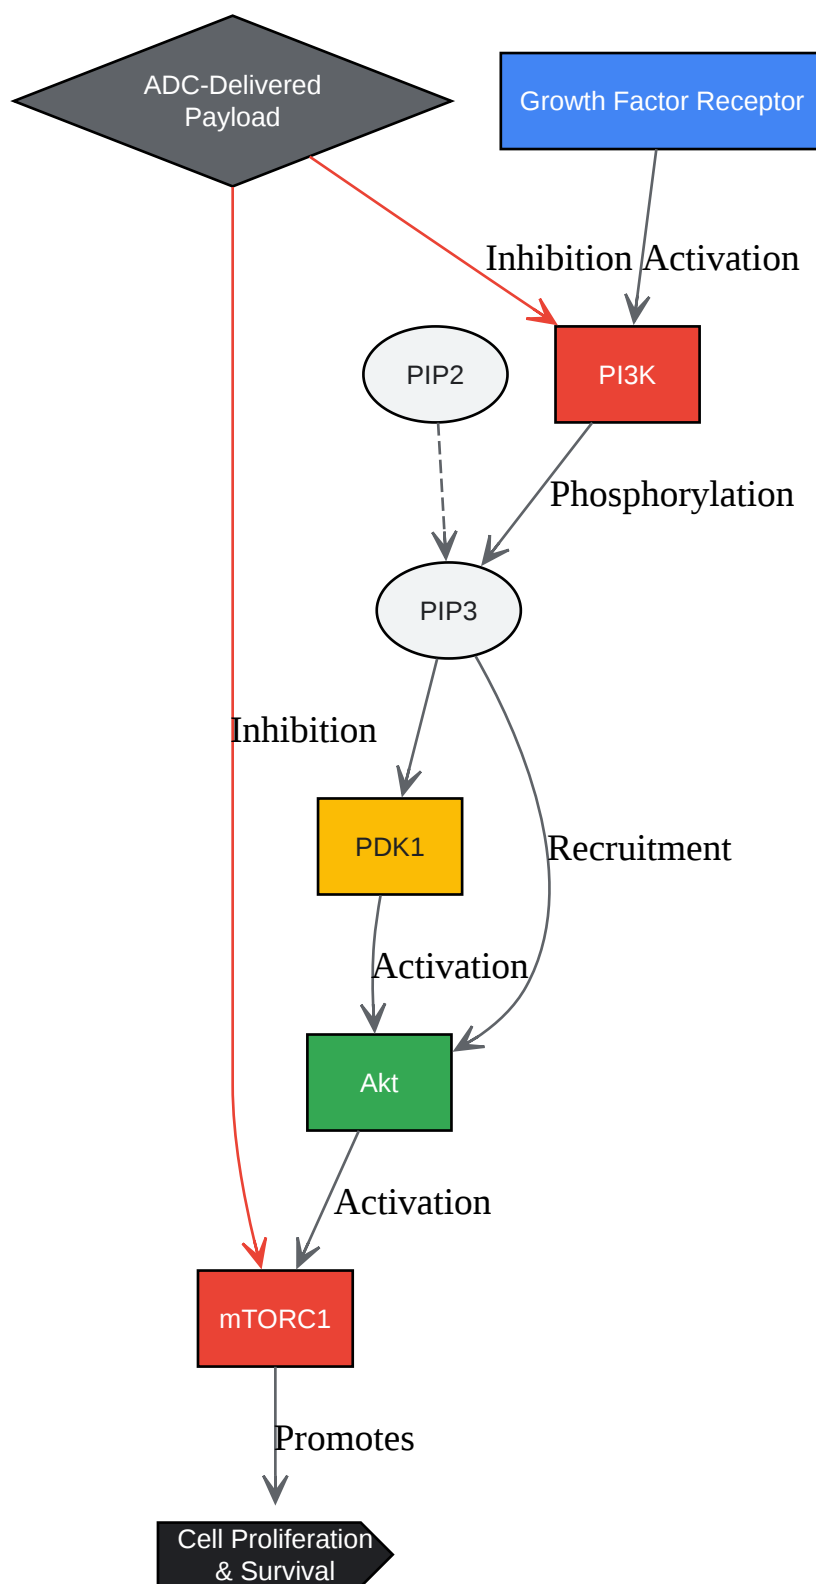 ADC-Delivered
Payload
Growth Factor Receptor
Inhibition
Activation
PIP2
PI3K
Phosphorylation
PIP3
Inhibition
PDK1
Recruitment
Activation
Akt
Activation
mTORC1
Promotes
Cell Proliferation
& Survival